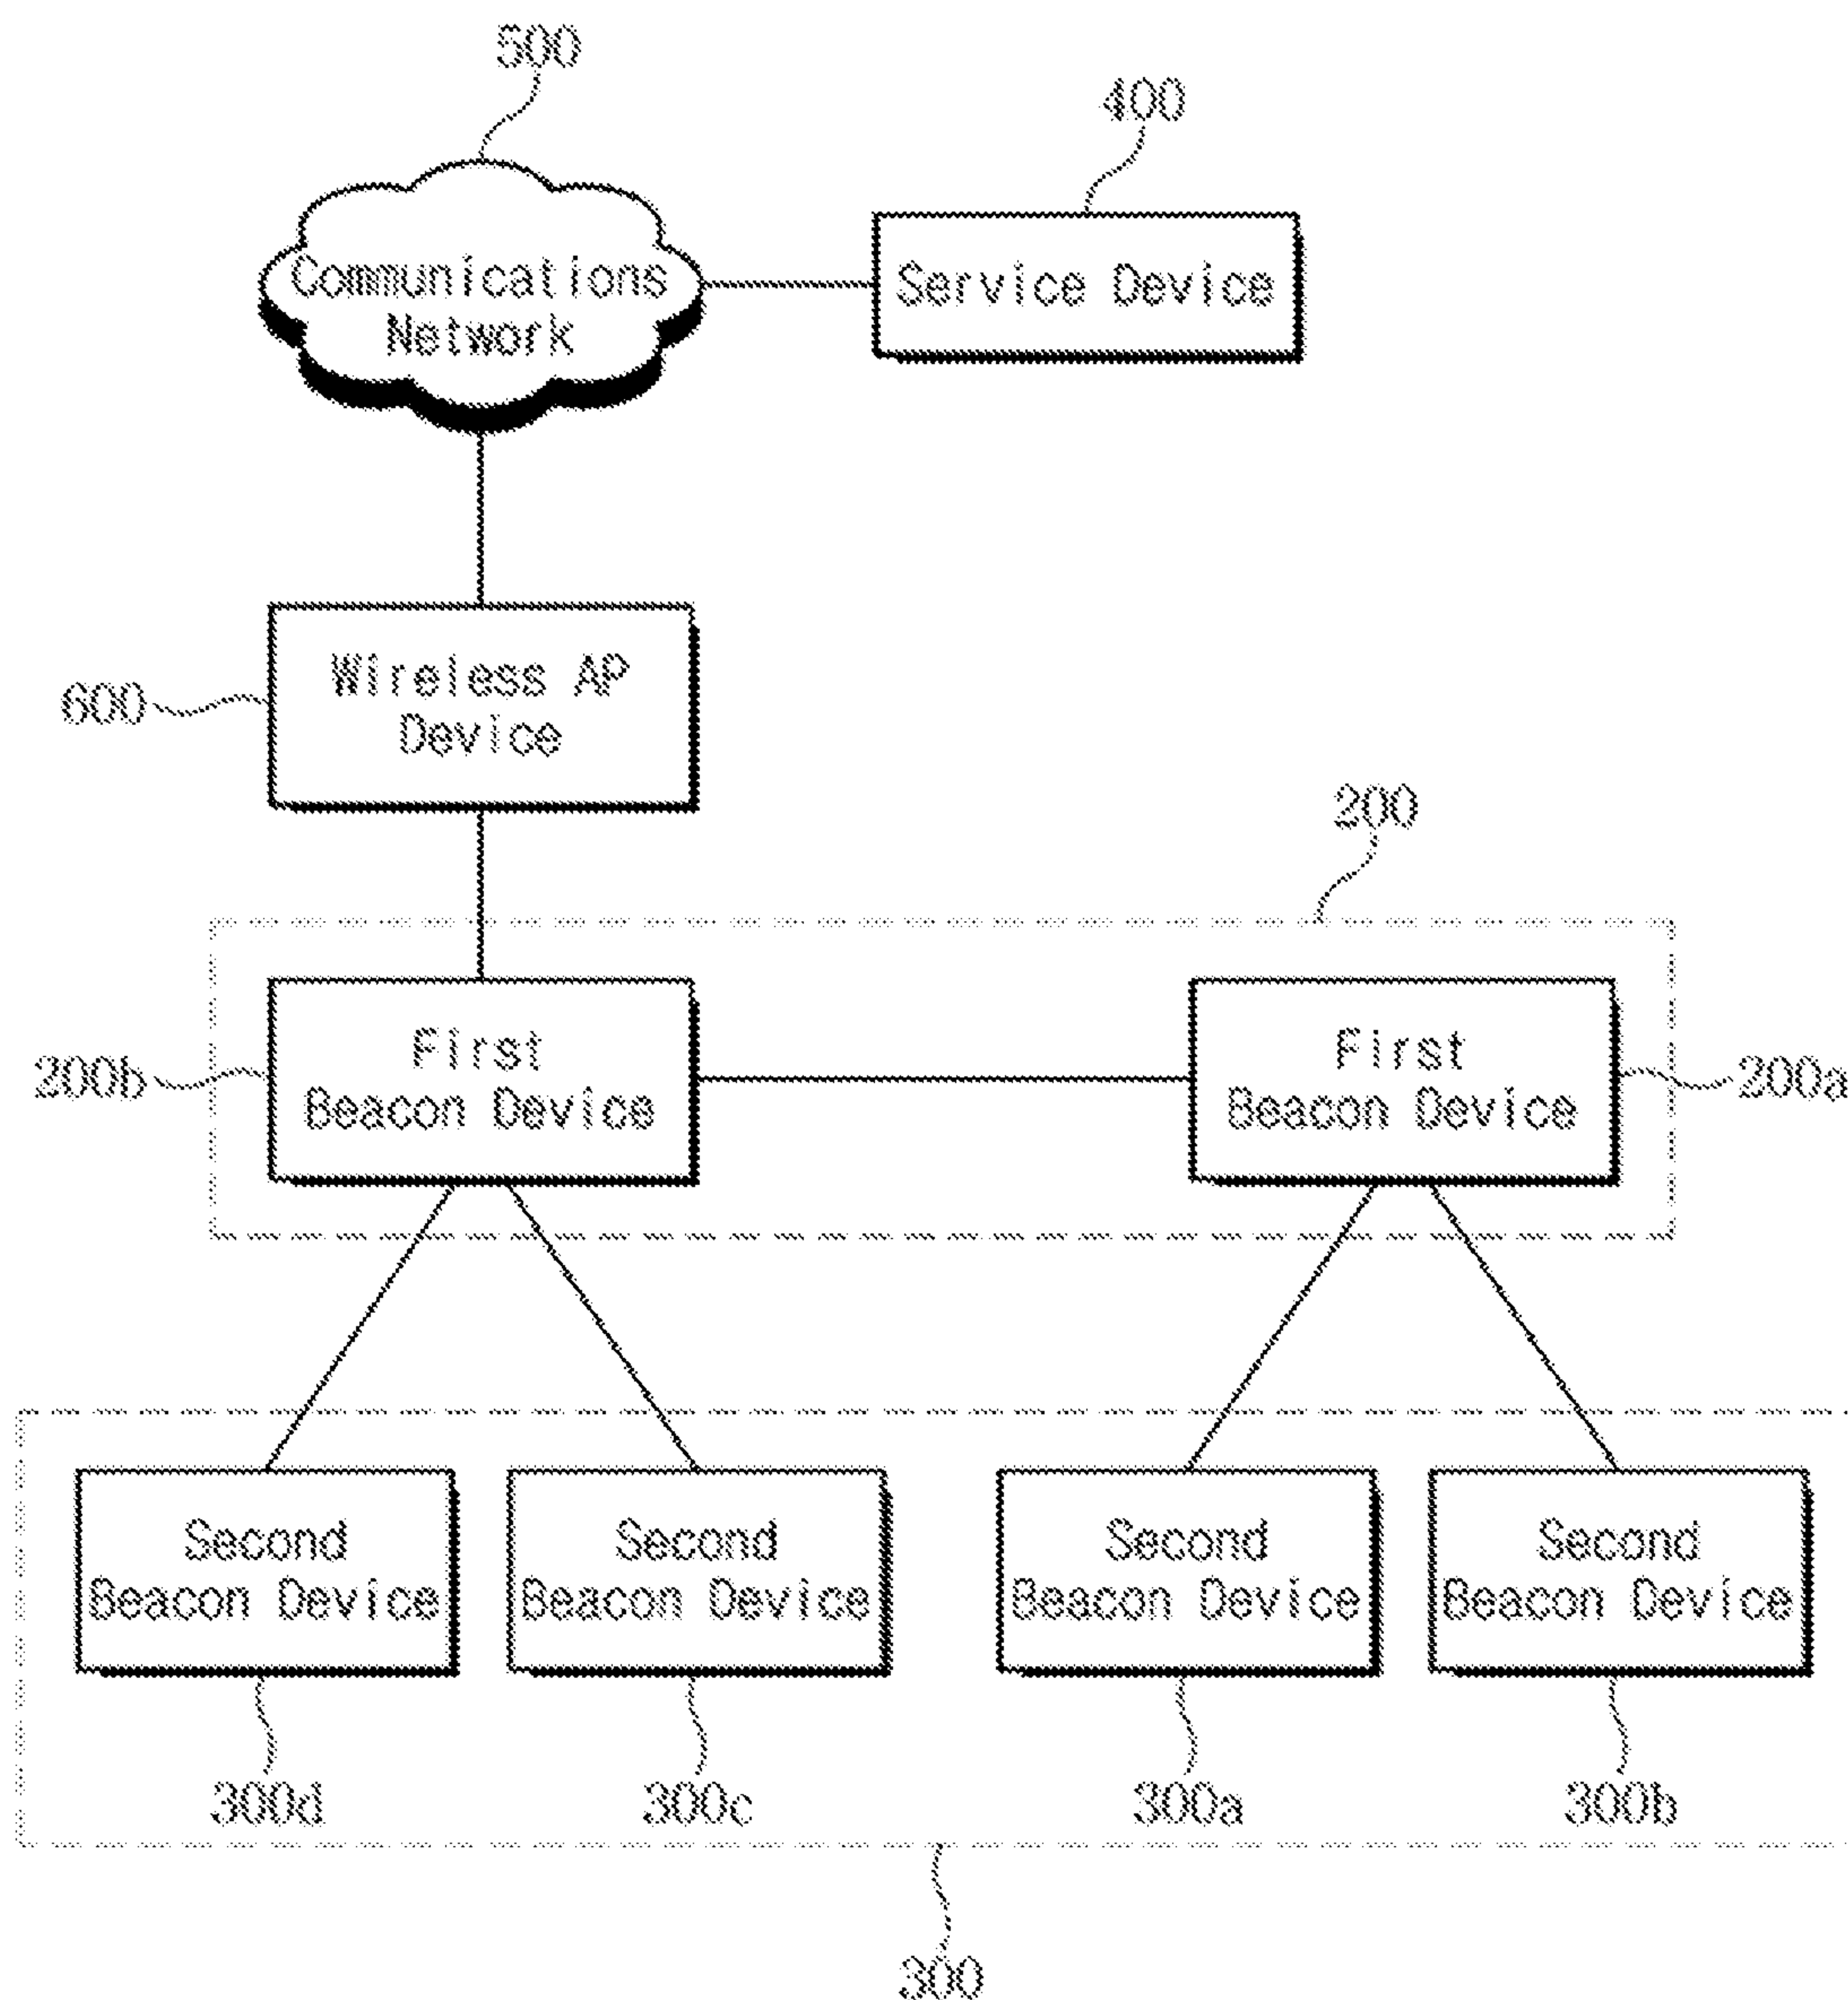 500
400
Communications
Network
Service Device
Wireless AP
Device
600
200
First
Beacon Device
200b
First
Beacon Device
200a
Second
Beacon Device
Second
Beacon Device
Second
Beacon Device
Second
Beacon Device
300d
300c
300a
300b
300